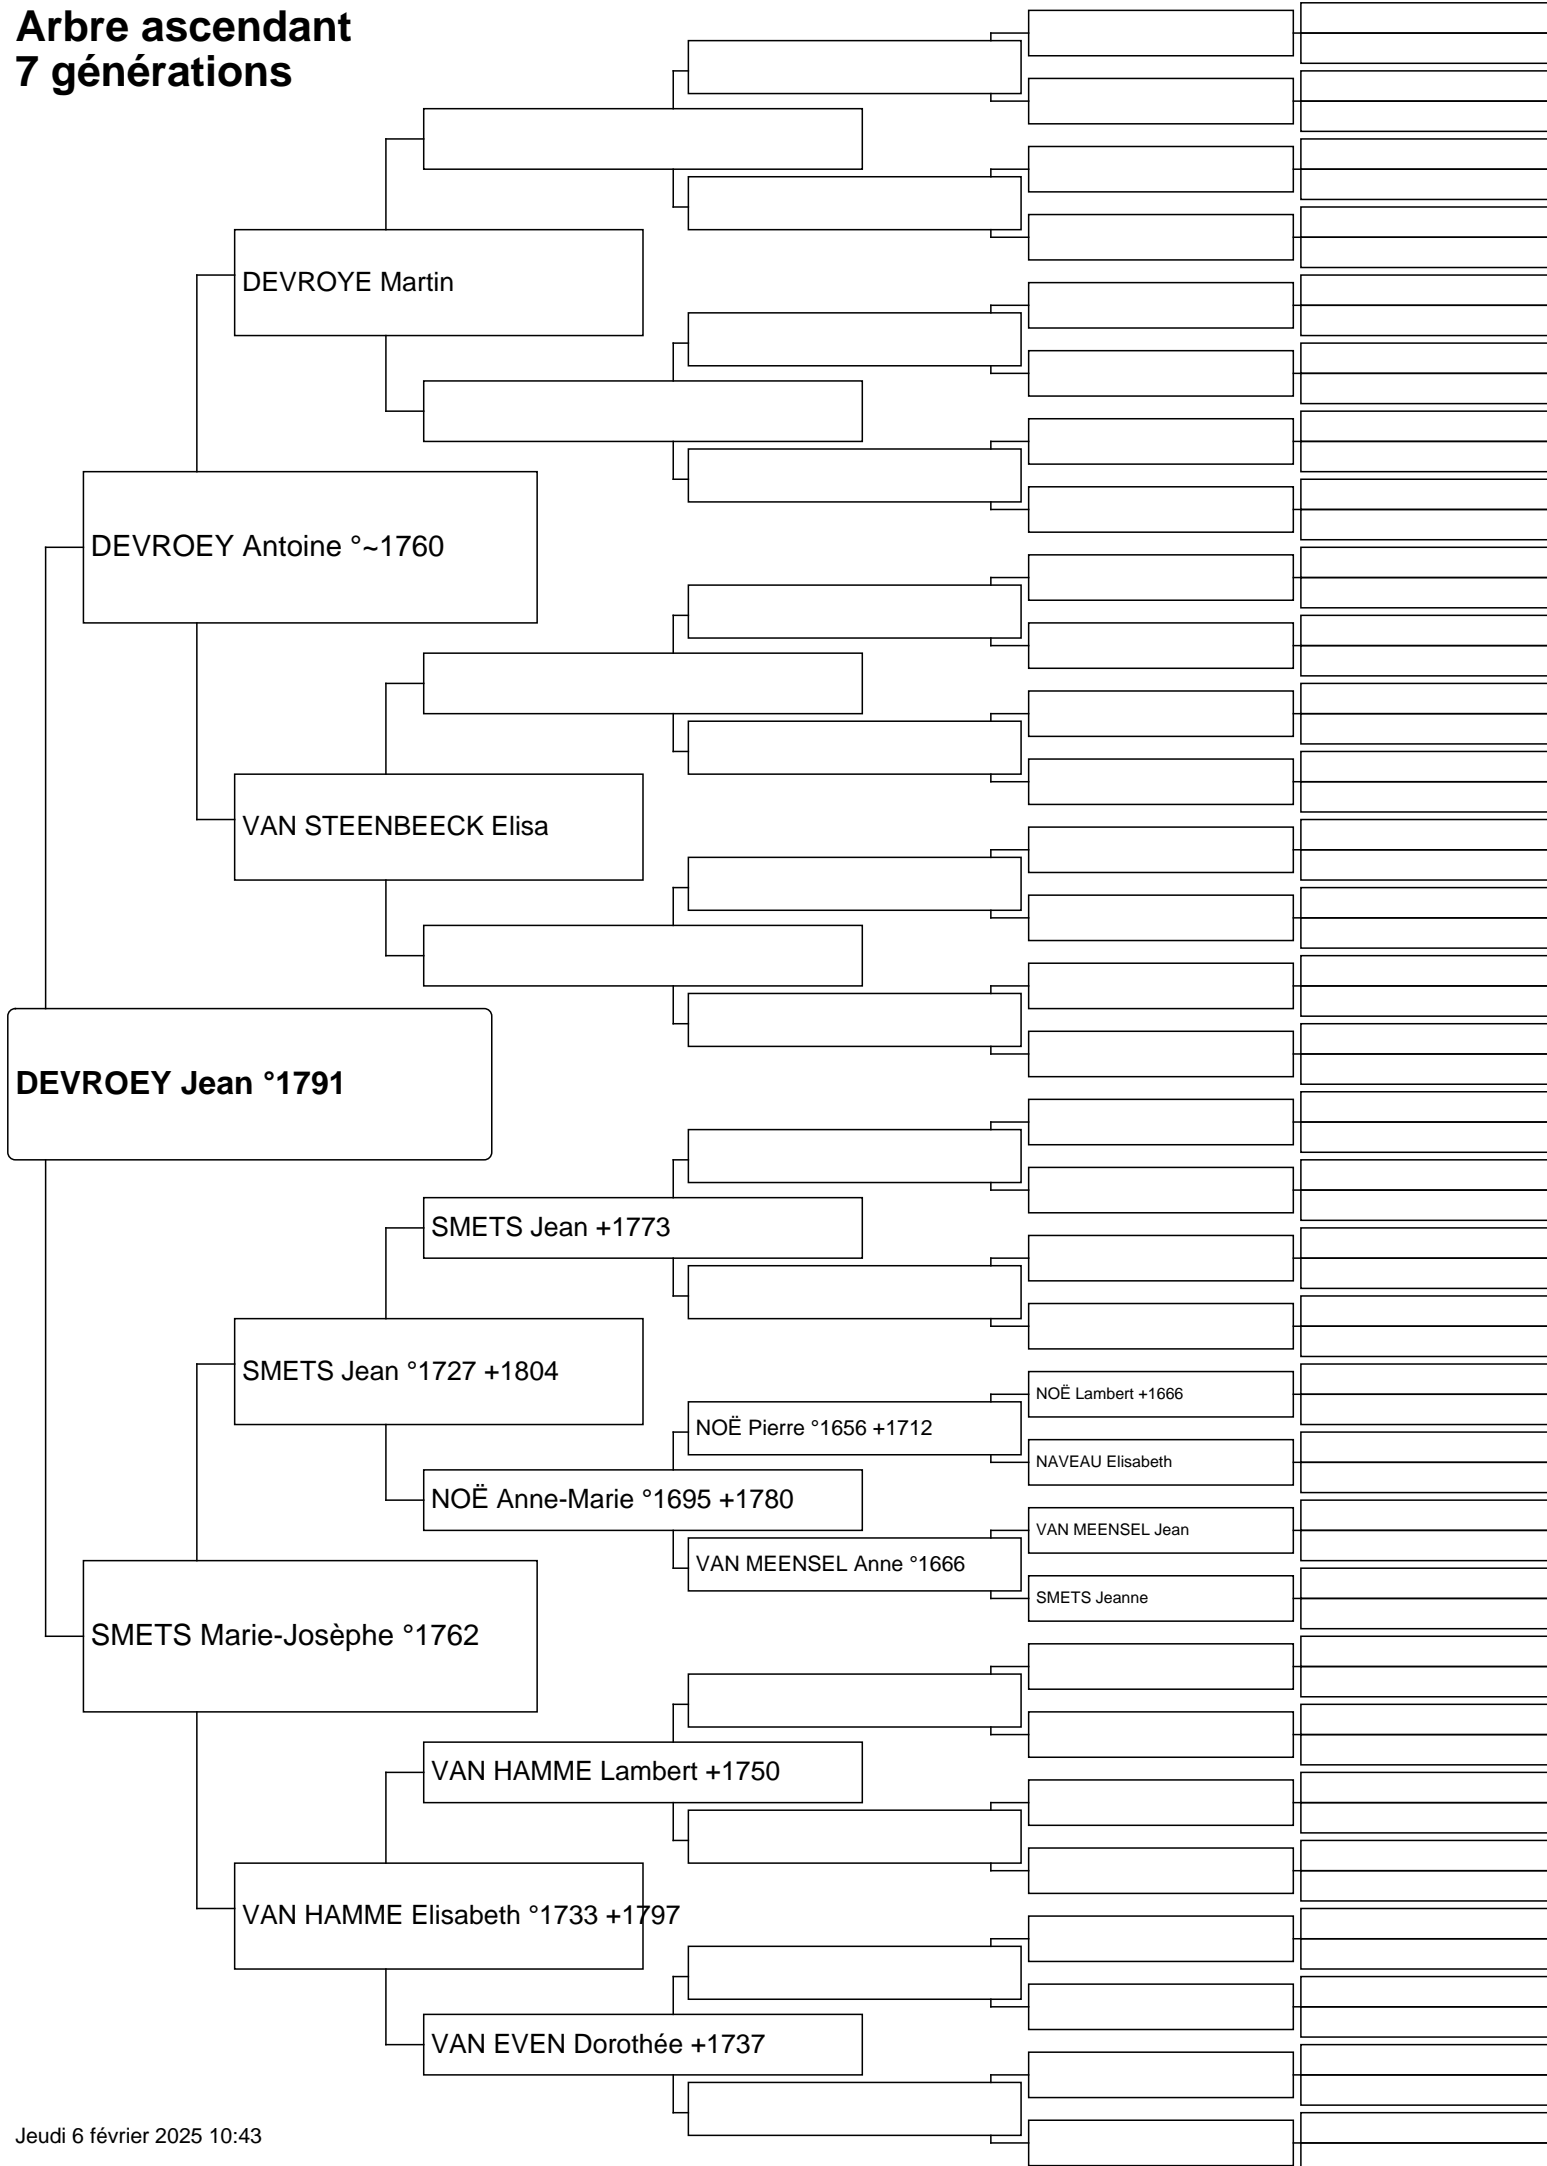 Arbre ascendant
7 générations
DEVROYE Martin
DEVROEY Antoine °~1760
VAN STEENBEECK Elisa
DEVROEY Jean °1791
SMETS Jean +1773
SMETS Jean °1727 +1804
NOË Lambert +1666
NOË Pierre °1656 +1712
NAVEAU Elisabeth
NOË Anne-Marie °1695 +1780
VAN MEENSEL Jean
VAN MEENSEL Anne °1666
SMETS Jeanne
SMETS Marie-Josèphe °1762
VAN HAMME Lambert +1750
VAN HAMME Elisabeth °1733 +1797
VAN EVEN Dorothée +1737
Jeudi 6 février 2025 10:43